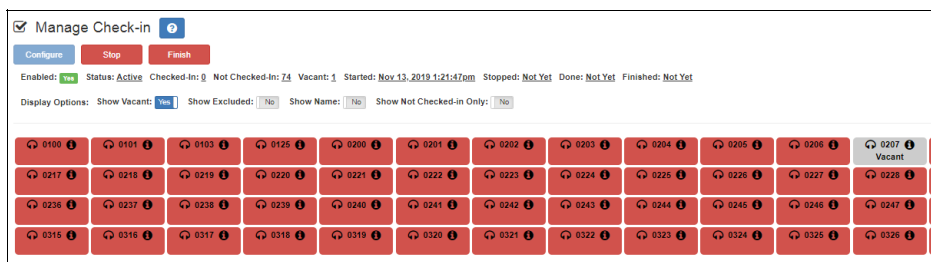 Manage Check-in ?
Configure Stop Finish
Enabled: Yes Status: Active Checked-In: 0 Not Checked-In: 74 Vacant: 1 Started: Nov 13, 2019 1:21:47pm Stopped: Not Yet Done: Not Yet Finished: Not Yet
Display Options: Show Vacant: Yes Show Excluded: No Show Name: No Show Not Checked-in Only: No
0100 0101 0103 0125 0200 0201 0202 0203 0204 0205 0206 0207
Vacant
0217 0218 0219 0220 0221 0222 0223 0224 0225 0226 0227 0228
0236 0237 0238 0239 0240 0241 0242 0243 0244 0245 0246 0247
0315 0316 0317 0318 0319 0320 0321 0322 0323 0324 0325 0326